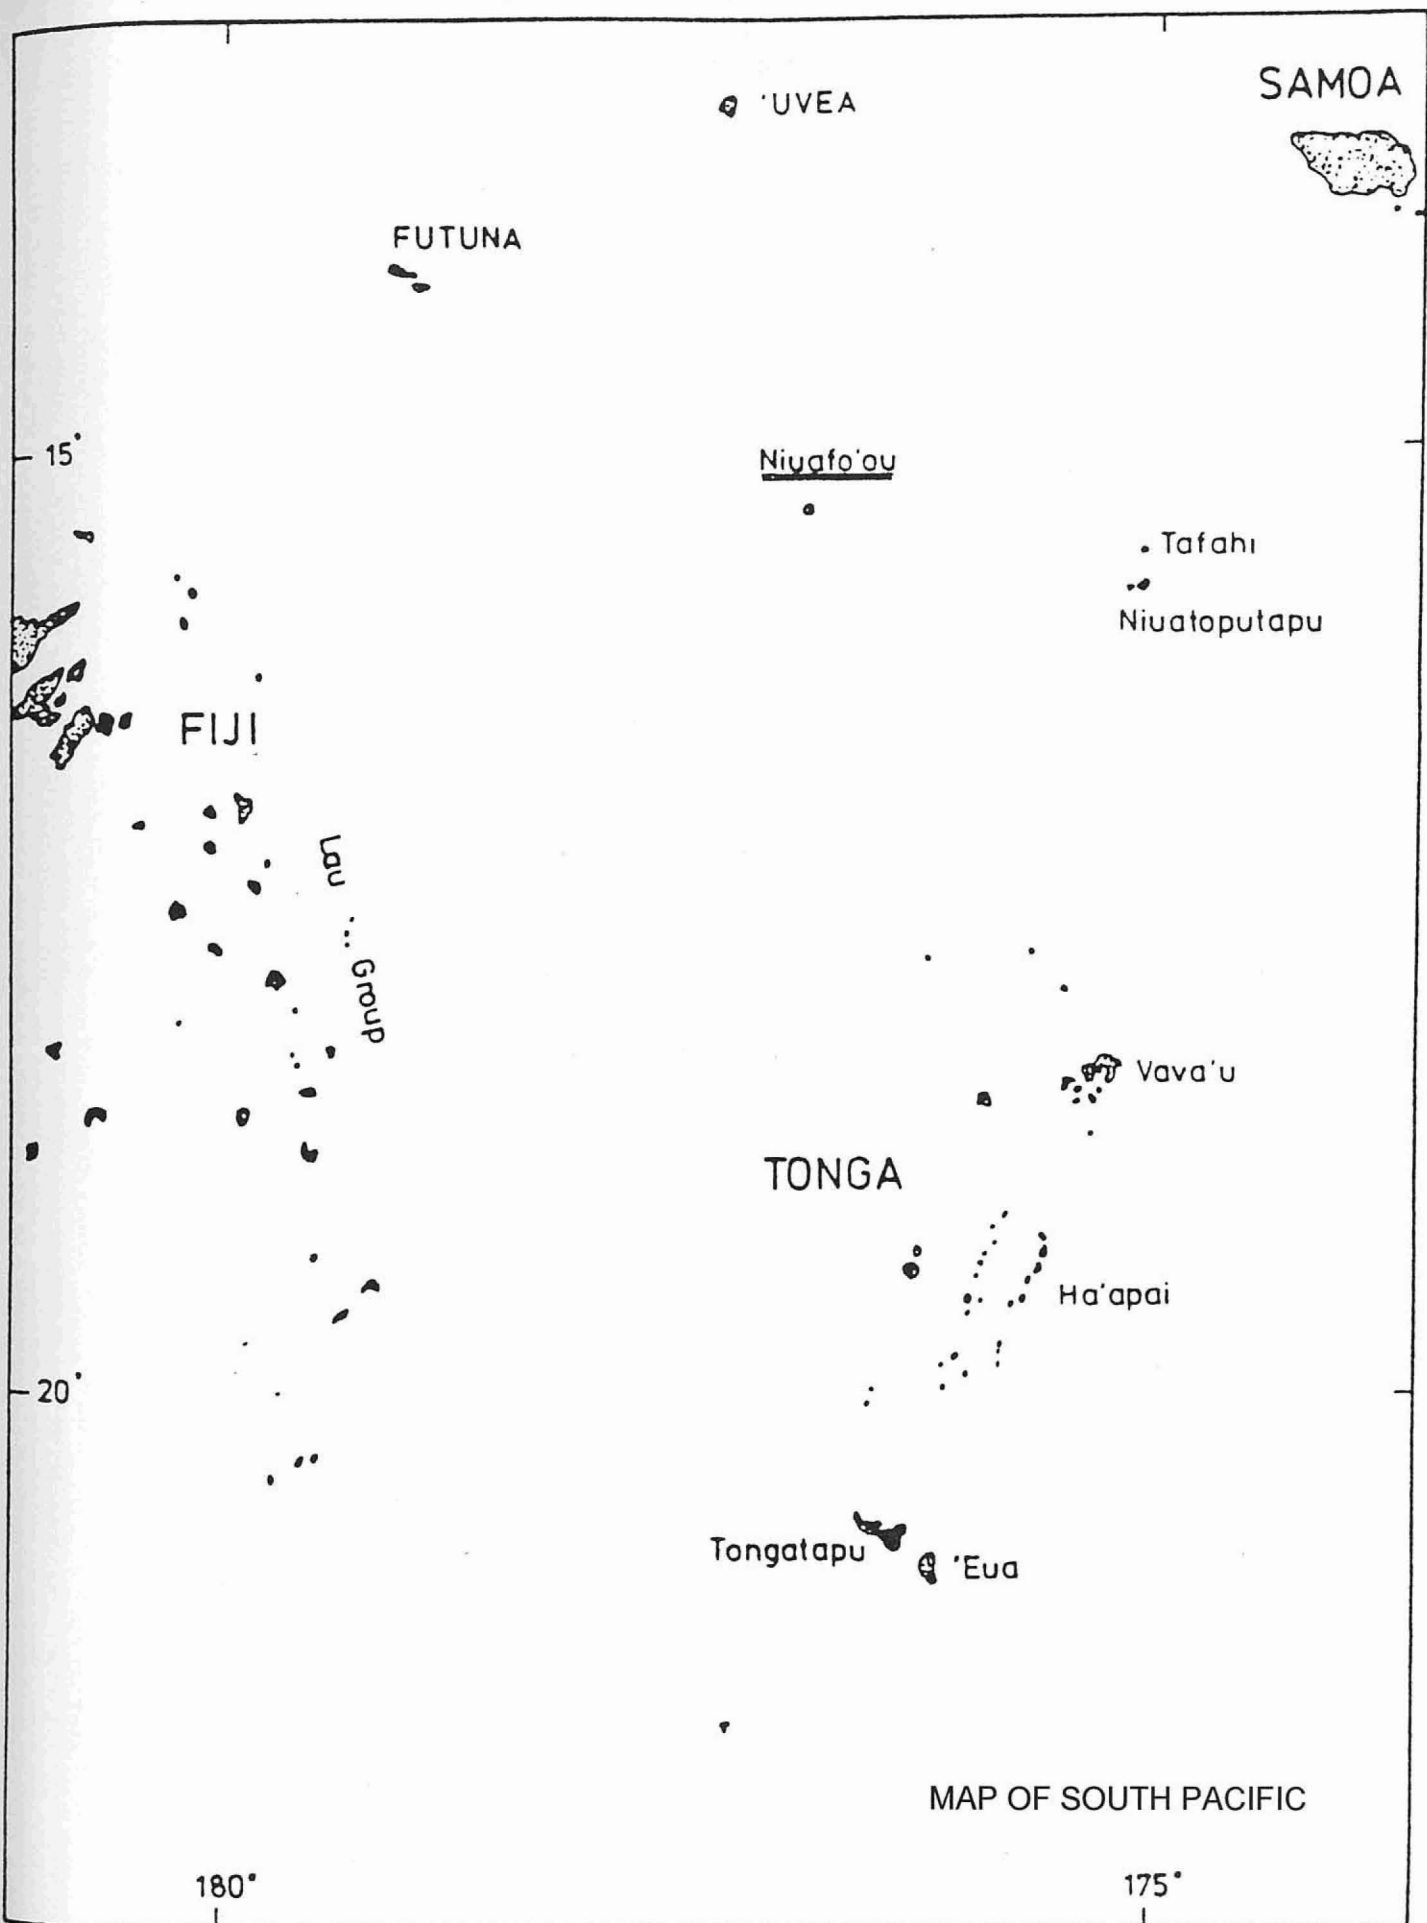 SAMOA
'UVEA
FUTUNA
15°
Niuafo'ou
Tafahi
Niuatoputapu
FIJI
Lau
Group
Vava'u
TONGA
Ha'apai
20°
Tongatapu
'Eua
MAP OF SOUTH PACIFIC
180°
175°